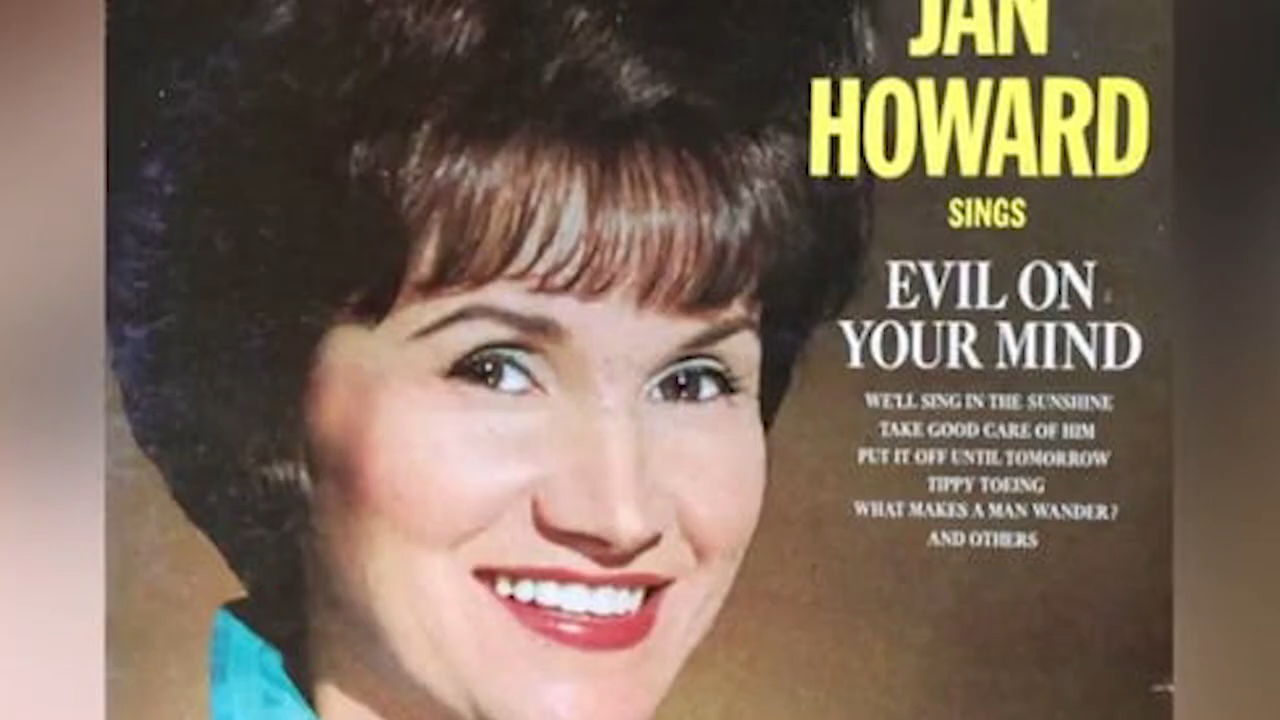 JAN
HOWARD
SINGS
EVIL ON
YOUR MIND
WE'LL SING IN THE SUNSHINE
TAKE GOOD CARE OF HIM
PUT IT OFF UNTIL TOMORROW
TIPPY TOEING
WHAT MAKES A MAN WANDER?
AND OTHERS